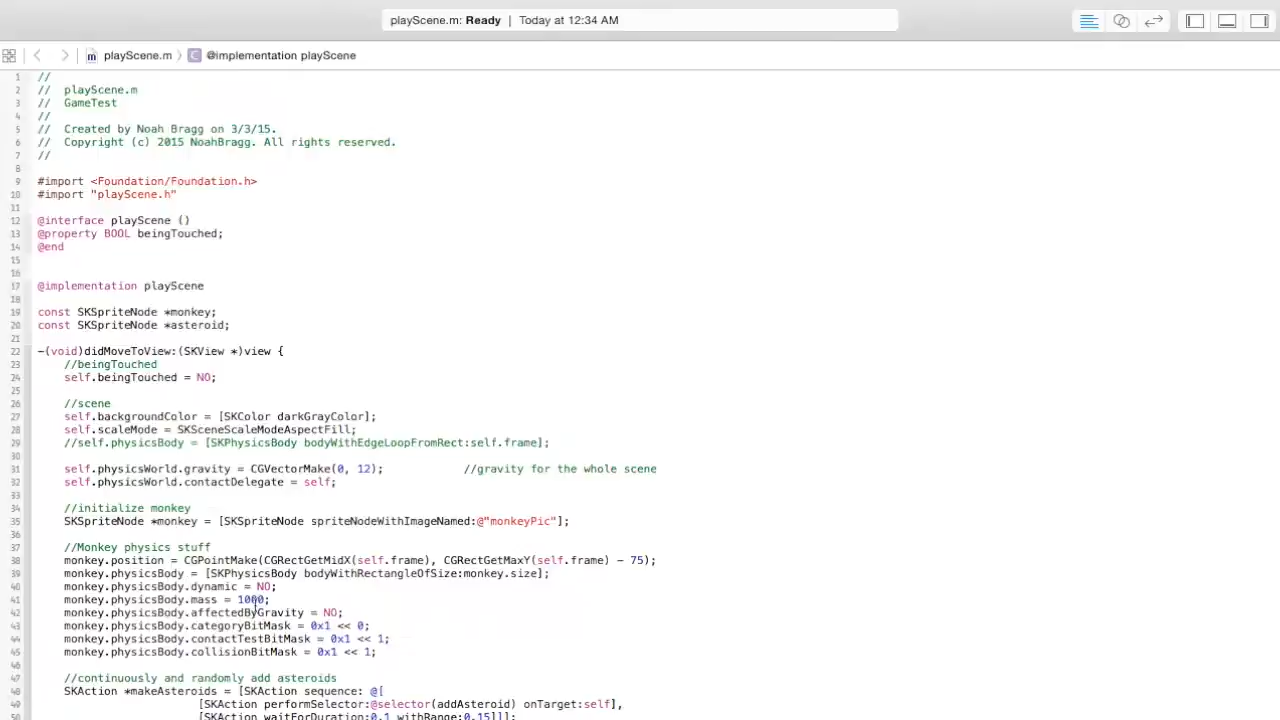 playScene.m: Ready | Today at 12:34 AM
playScene.m 〉 C @implementation playScene
1 //
2 // playScene.m
3 // GameTest
4 //
5 // Created by Noah Bragg on 3/3/15.
6 // Copyright (c) 2015 NoahBragg. All rights reserved.
7 //
8
9 #import <Foundation/Foundation.h>
10 #import "playScene.h"
11
12 @interface playScene ()
13 @property BOOL beingTouched;
14 @end
15
16
17 @implementation playScene
18
19 const SKSpriteNode *monkey;
20 const SKSpriteNode *asteroid;
21
22 -(void)didMoveToView:(SKView *)view {
23 //beingTouched
24 self.beingTouched = NO;
25
26 //scene
27 self.backgroundColor = [SKColor darkGrayColor];
28 self.scaleMode = SKSceneScaleModeAspectFill;
29 //self.physicsBody = [SKPhysicsBody bodyWithEdgeLoopFromRect:self.frame];
30
31 self.physicsWorld.gravity = CGVectorMake(0, 12); //gravity for the whole scene
32 self.physicsWorld.contactDelegate = self;
33
34 //initialize monkey
35 SKSpriteNode *monkey = [SKSpriteNode spriteNodeWithImageNamed:@"monkeyPic"];
36
37 //Monkey physics stuff
38 monkey.position = CGPointMake(CGRectGetMidX(self.frame), CGRectGetMaxY(self.frame) - 75);
39 monkey.physicsBody = [SKPhysicsBody bodyWithRectangleOfSize:monkey.size];
40 monkey.physicsBody.dynamic = NO;
41 monkey.physicsBody.mass = 1000;
42 monkey.physicsBody.affectedByGravity = NO;
43 monkey.physicsBody.categoryBitMask = 0x1 << 0;
44 monkey.physicsBody.contactTestBitMask = 0x1 << 1;
45 monkey.physicsBody.collisionBitMask = 0x1 << 1;
46
47 //continuously and randomly add asteroids
48 SKAction *makeAsteroids = [SKAction sequence: @[
49 [SKAction performSelector:@selector(addAsteroid) onTarget:self],
50 [SKAction waitForDuration:0.1 withRange:0.15]]];